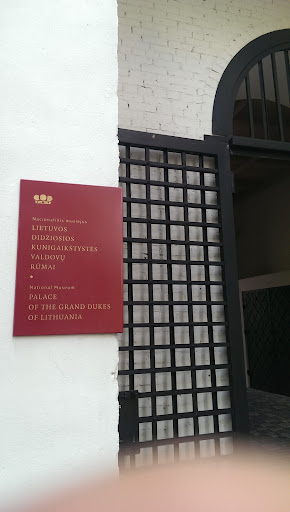 Nacionalinis muziejus
LIETUVOS
DIDŽIOSIOS
KUNIGAIKŠTYSTĖS
VALDOVŲ
RŪMAI
National Museum
PALACE
OF THE GRAND DUKES
OF LITHUANIA